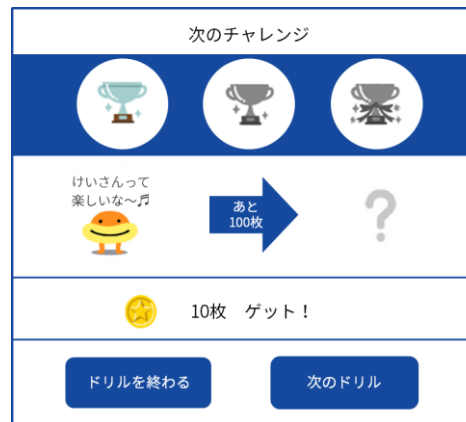 次のチャレンジ
けいさんって
楽しいな〜♬
あと
100枚
?
10枚 ゲット！
ドリルを終わる
次のドリル